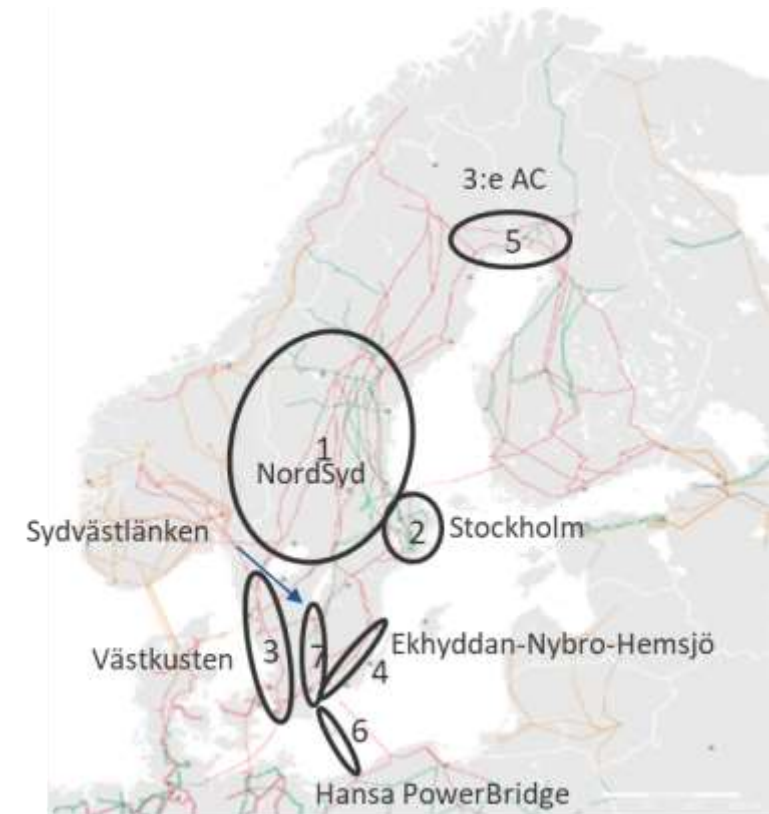 3:e AC
5
1
NordSyd
Sydvästlänken
2
Stockholm
Västkusten
3
7
4
Ekhyddan-Nybro-Hemsjö
6
Hansa PowerBridge